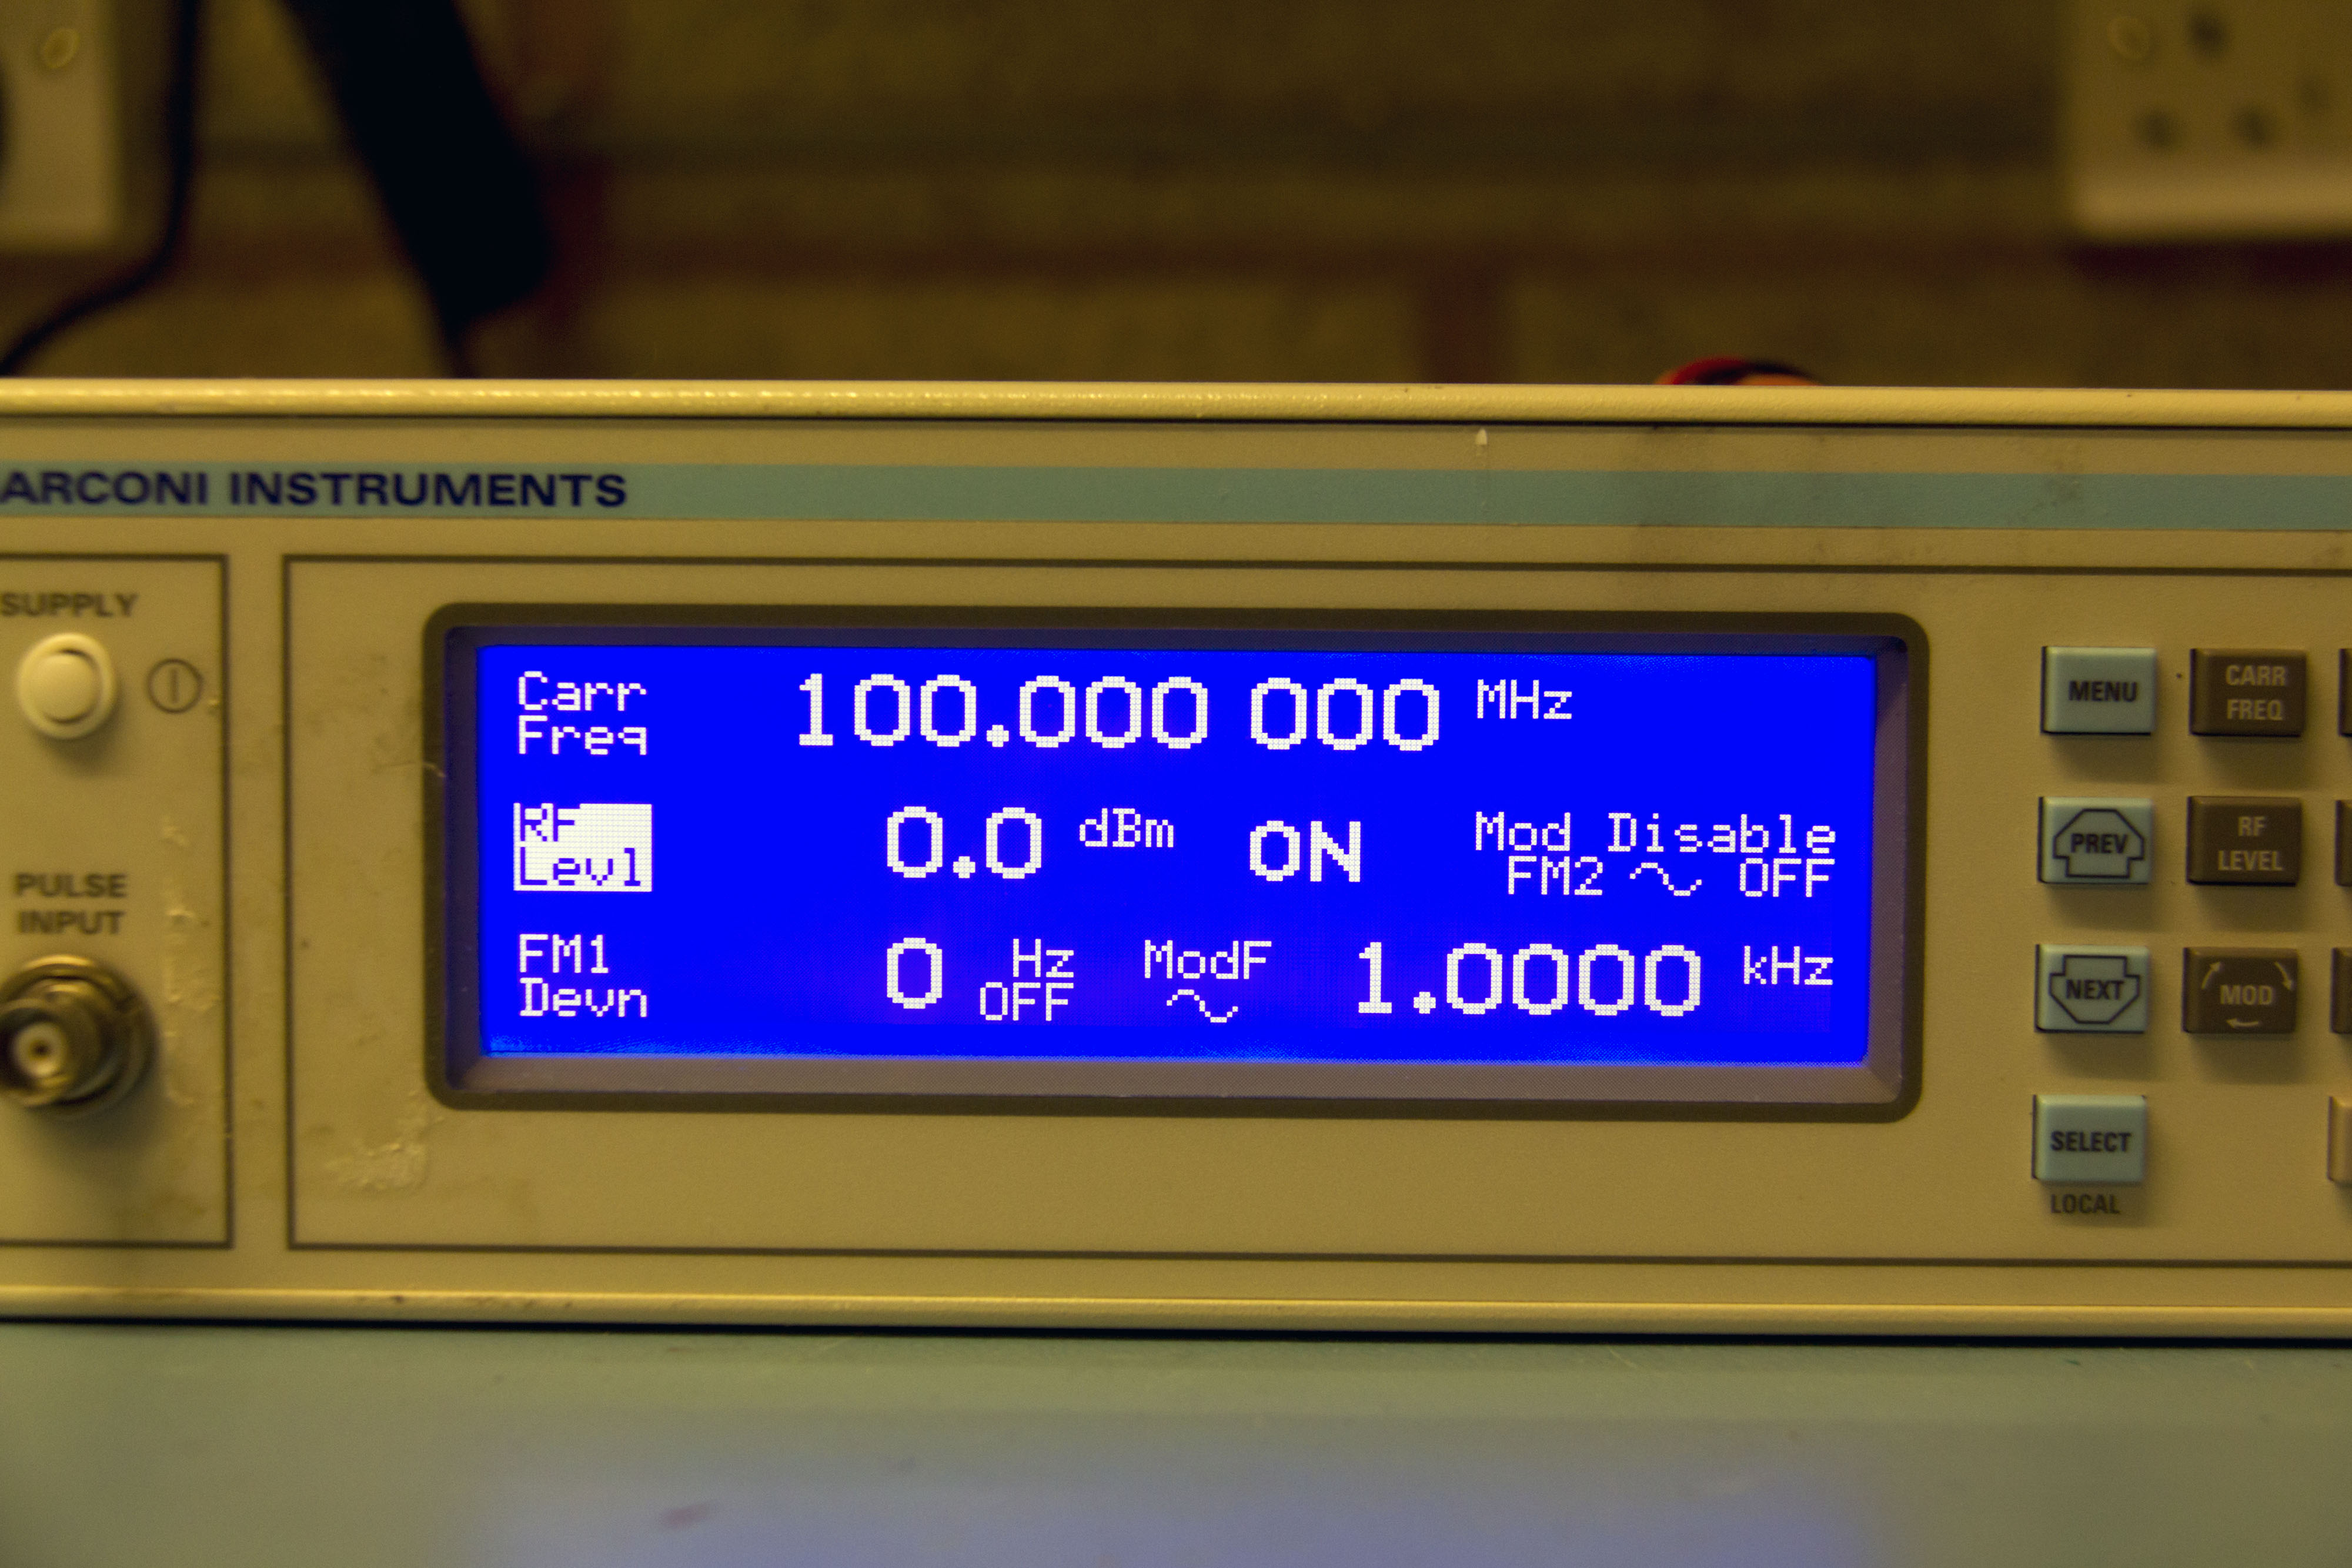 ARCONI INSTRUMENTS
SUPPLY
PULSE
INPUT
Carr
Freq
100.000 000 MHz
RF
Levl
0.0 dBm ON
Mod Disable
FM2 OFF
FM1
Devn
0 Hz
OFF
ModF
1.0000 kHz
MENU
CARR
FREQ
PREV
RF
LEVEL
NEXT
MOD
SELECT
LOCAL